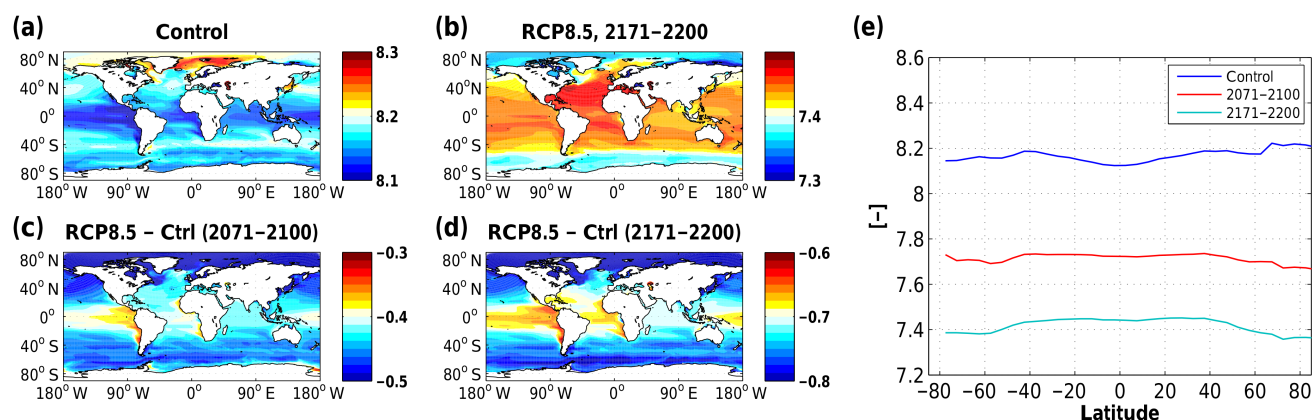 (a) Control
80° N
40° N
0°
40° S
80° S
180° W 90° W 0° 90° E 180° W
8.3
8.2
8.1
(b) RCP8.5, 2171−2200
80° N
40° N
0°
40° S
80° S
180° W 90° W 0° 90° E 180° W
7.4
7.3
(c) RCP8.5 − Ctrl (2071−2100)
80° N
40° N
0°
40° S
80° S
180° W 90° W 0° 90° E 180° W
−0.3
−0.4
−0.5
(d) RCP8.5 − Ctrl (2171−2200)
80° N
40° N
0°
40° S
80° S
180° W 90° W 0° 90° E 180° W
−0.6
−0.7
−0.8
(e)
[−]
8.6
8.4
8.2
8
7.8
7.6
7.4
7.2
Control
2071−2100
2171−2200
−80 −60 −40 −20 0 20 40 60 80
Latitude